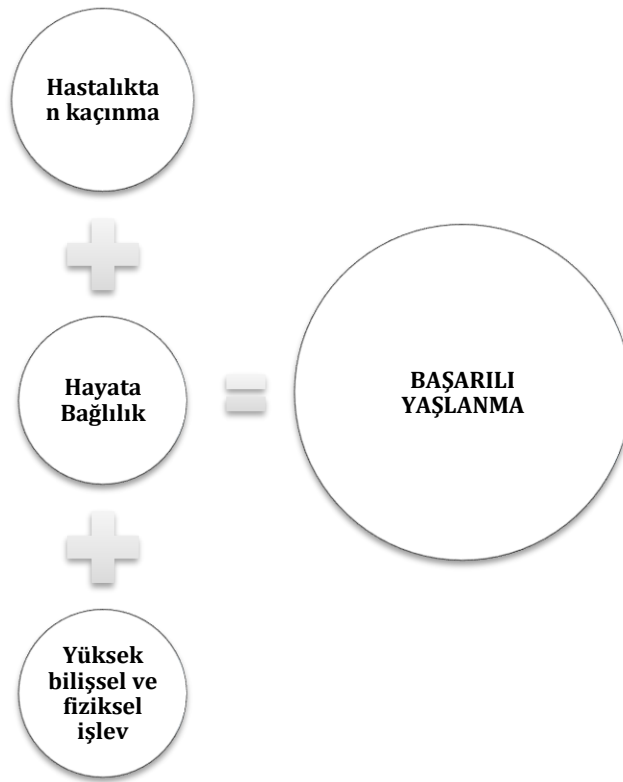 Hastalıkta
n kaçınma
Hayata
Bağlılık
BAŞARILI
YAŞLANMA
Yüksek
bilişsel ve
fiziksel
işlev